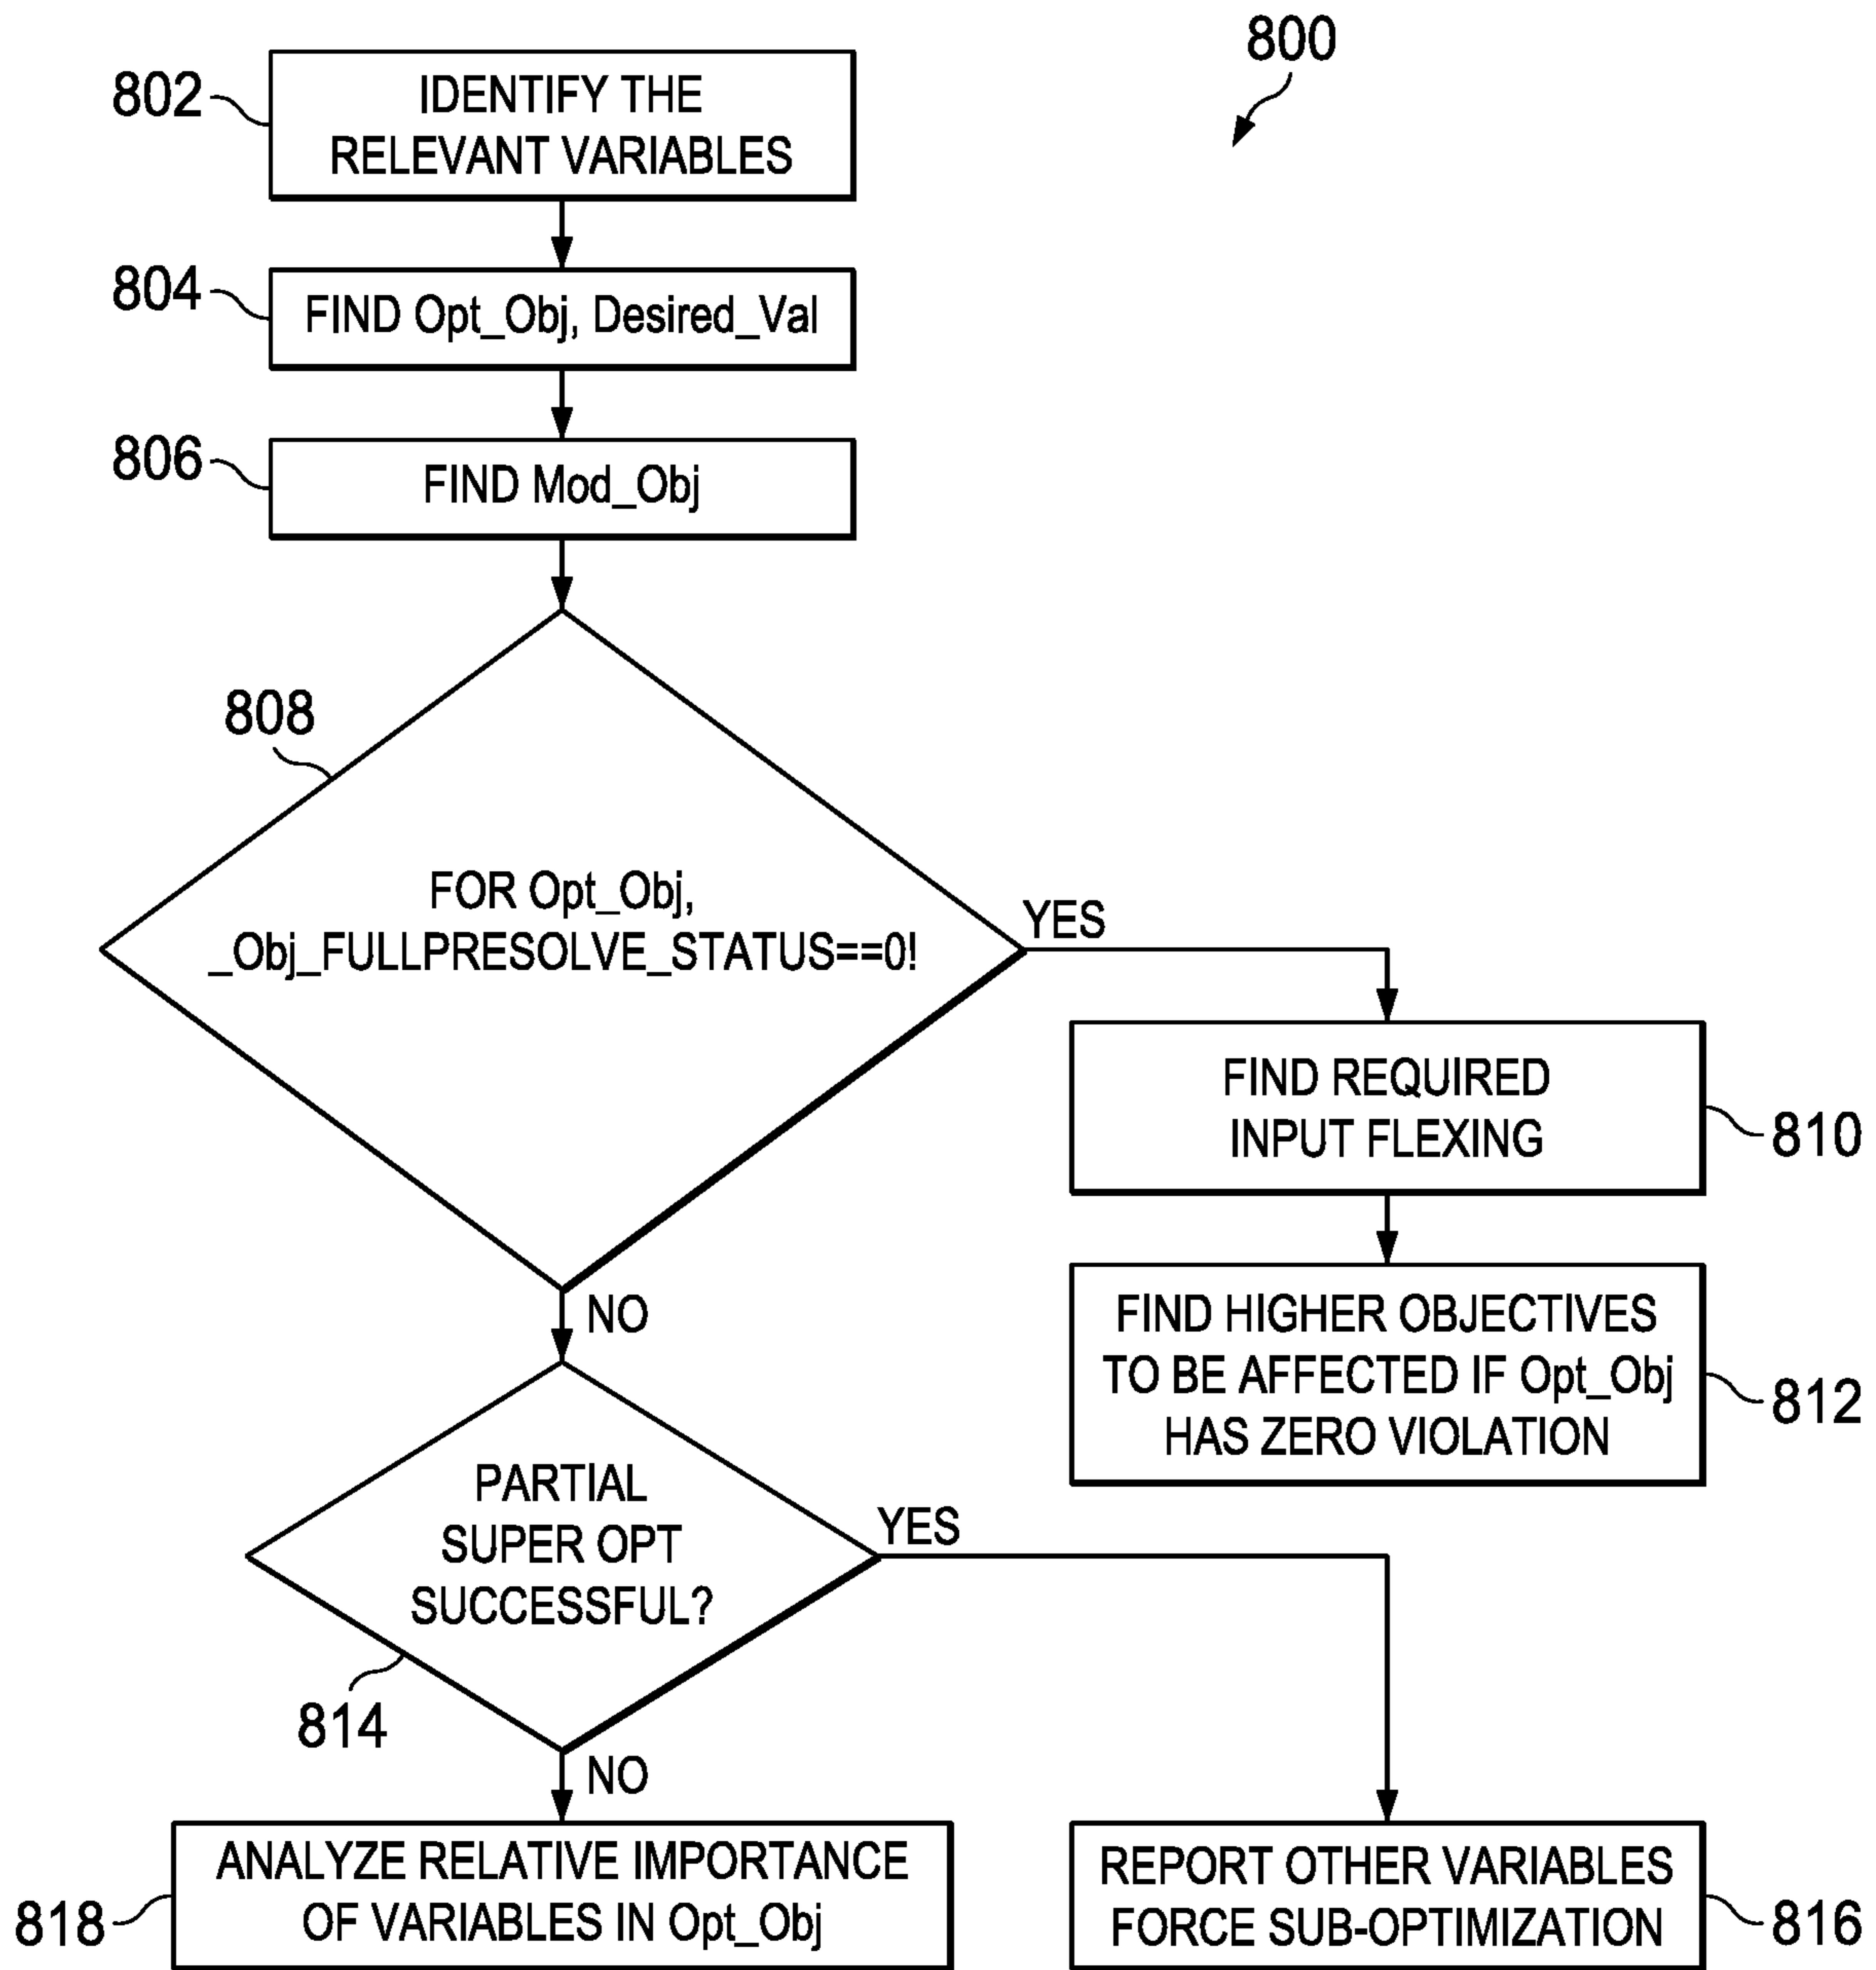 800
802
IDENTIFY THE
RELEVANT VARIABLES
804
FIND Opt_Obj, Desired_Val
806
FIND Mod_Obj
808
FOR Opt_Obj,
_Obj_FULLPRESOLVE_STATUS==0!
YES
FIND REQUIRED
INPUT FLEXING
810
FIND HIGHER OBJECTIVES
TO BE AFFECTED IF Opt_Obj
HAS ZERO VIOLATION
812
NO
PARTIAL
SUPER OPT
SUCCESSFUL?
YES
814
NO
818
ANALYZE RELATIVE IMPORTANCE
OF VARIABLES IN Opt_Obj
REPORT OTHER VARIABLES
FORCE SUB-OPTIMIZATION
816